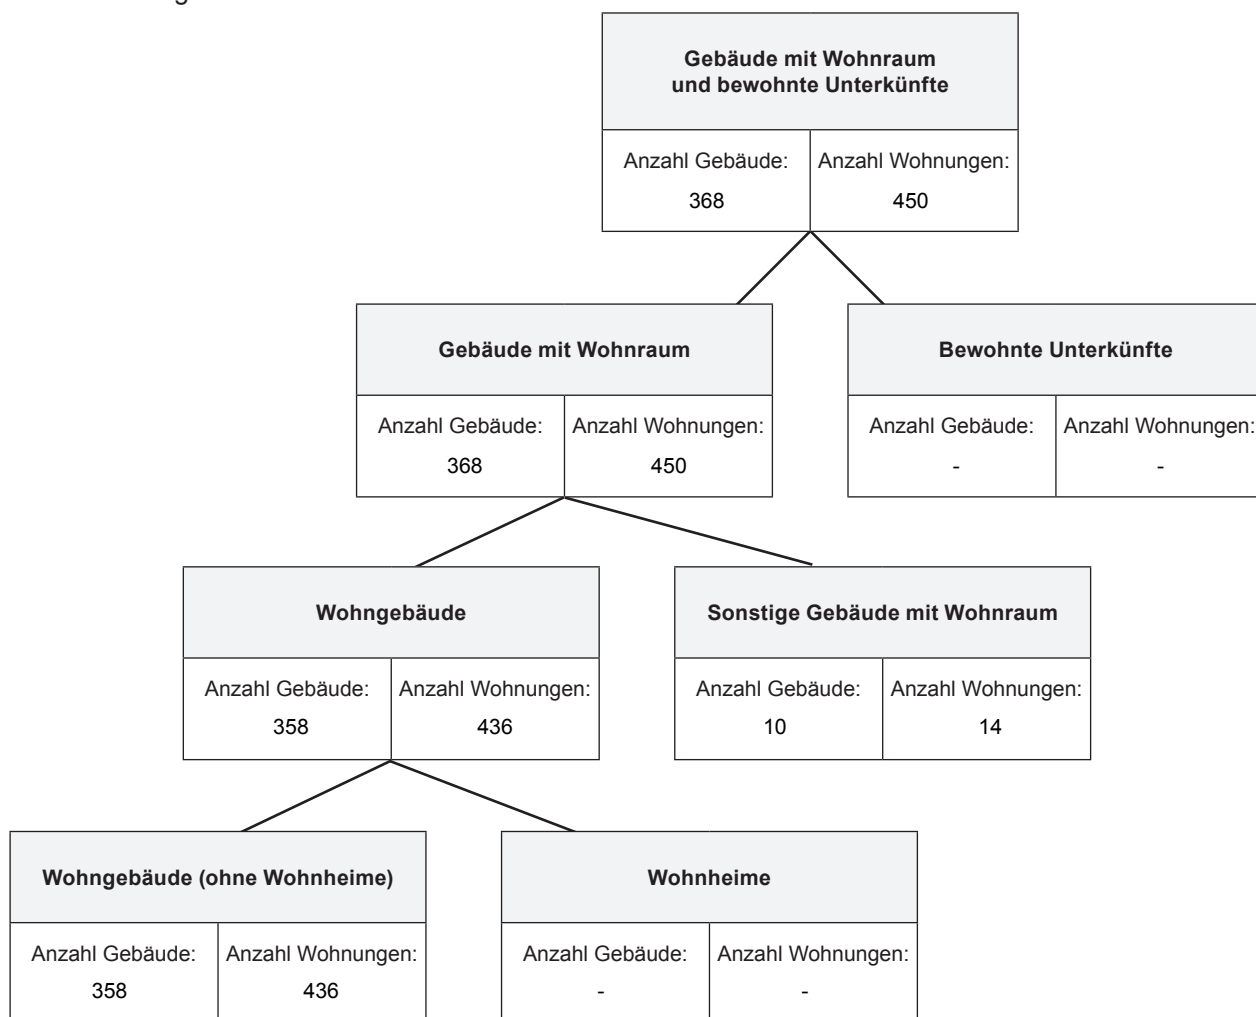 Gebäude mit Wohnraum
und bewohnte Unterkünfte
Anzahl Gebäude: Anzahl Wohnungen:
368 450
Gebäude mit Wohnraum Bewohnte Unterkünfte
Anzahl Gebäude: Anzahl Wohnungen: Anzahl Gebäude: Anzahl Wohnungen:
368 450 - -
Wohngebäude Sonstige Gebäude mit Wohnraum
Anzahl Gebäude: Anzahl Wohnungen: Anzahl Gebäude: Anzahl Wohnungen:
358 436 10 14
Wohngebäude (ohne Wohnheime) Wohnheime
Anzahl Gebäude: Anzahl Wohnungen: Anzahl Gebäude: Anzahl Wohnungen:
358 436 - -